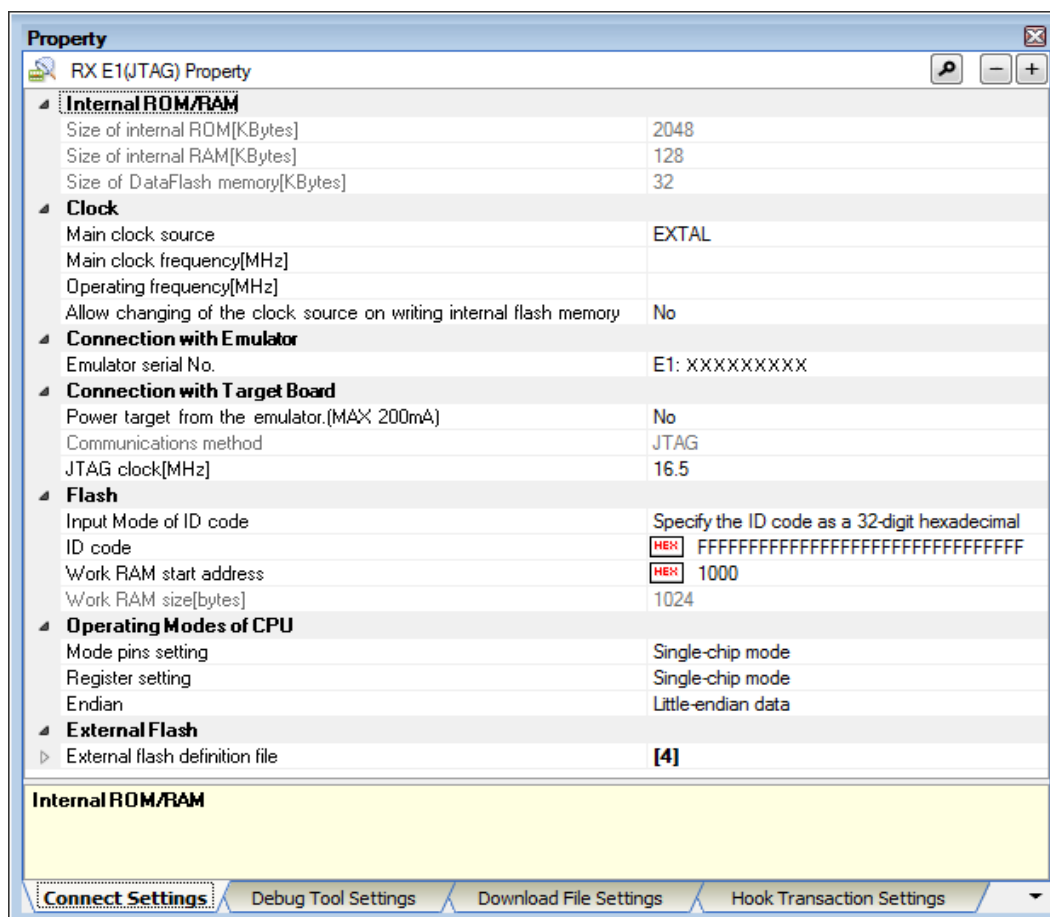 Property
RX E1(JTAG) Property
Internal ROM/RAM
Size of internal ROM[KBytes] 2048
Size of internal RAM[KBytes] 128
Size of DataFlash memory[KBytes] 32
Clock
Main clock source EXTAL
Main clock frequency[MHz]
Operating frequency[MHz]
Allow changing of the clock source on writing internal flash memory No
Connection with Emulator
Emulator serial No. E1: XXXXXXXXX
Connection with Target Board
Power target from the emulator.(MAX 200mA) No
Communications method JTAG
JTAG clock[MHz] 16.5
Flash
Input Mode of ID code Specify the ID code as a 32-digit hexadecimal
ID code HEX FFFFFFFFFFFFFFFFFFFFFFFFFFFFFFFF
Work RAM start address HEX 1000
Work RAM size[bytes] 1024
Operating Modes of CPU
Mode pins setting Single-chip mode
Register setting Single-chip mode
Endian Little-endian data
External Flash
External flash definition file [4]
Internal ROM/RAM
Connect Settings Debug Tool Settings Download File Settings Hook Transaction Settings